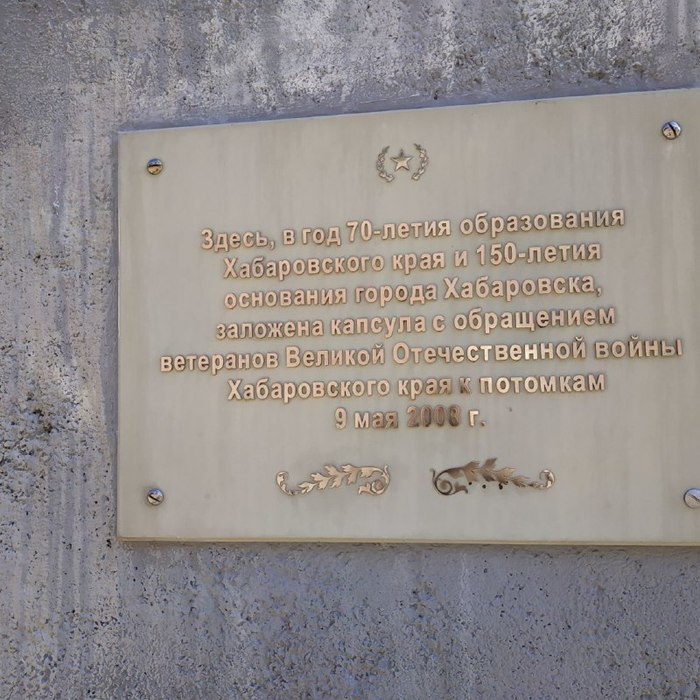 Здесь, в год 70-летия образования
Хабаровского края и 150-летия
основания города Хабаровска,
заложена капсула с обращением
ветеранов Великой Отечественной войны
Хабаровского края к потомкам
9 мая 2008 г.